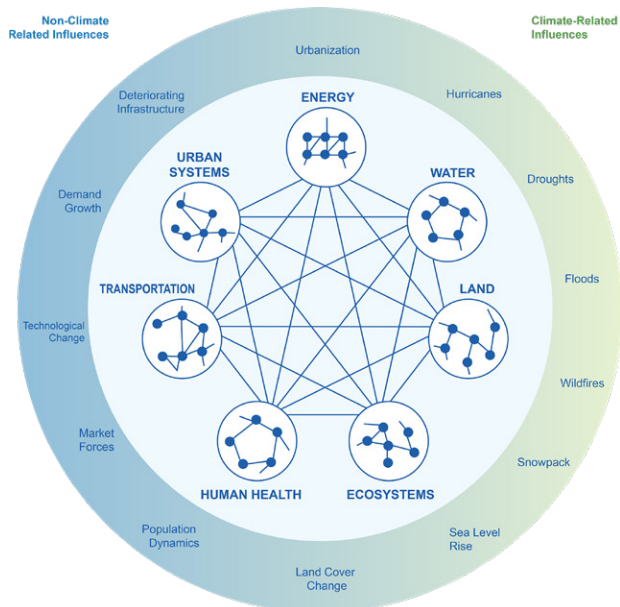 Non-Climate
Related Influences
Climate-Related
Influences
Urbanization
Hurricanes
Droughts
Floods
Wildfires
Snowpack
Sea Level
Rise
Land Cover
Change
Population
Dynamics
Market
Forces
Technological
Change
Demand
Growth
Deteriorating
Infrastructure
ENERGY
WATER
LAND
ECOSYSTEMS
HUMAN HEALTH
TRANSPORTATION
URBAN
SYSTEMS